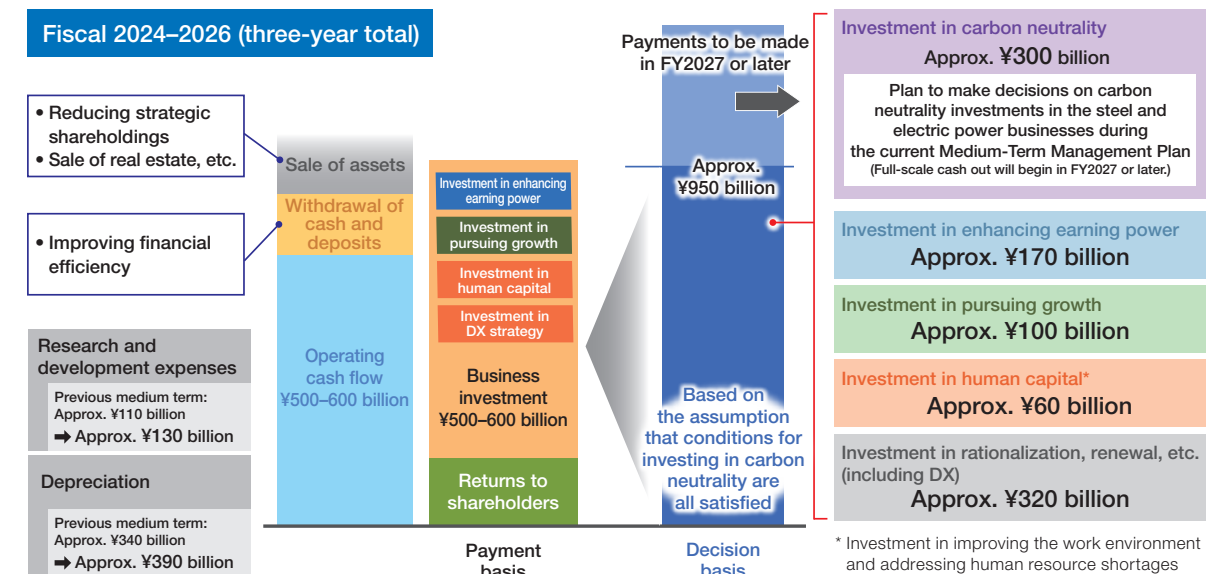 Fiscal 2024–2026 (three-year total)
• Reducing strategic
shareholdings
• Sale of real estate, etc.
• Improving financial
efficiency
Research and
development expenses
Previous medium term:
Approx. ¥110 billion
➡ Approx. ¥130 billion
Depreciation
Previous medium term:
Approx. ¥340 billion
➡ Approx. ¥390 billion
Sale of assets
Withdrawal of
cash and
deposits
Operating
cash flow
¥500–600 billion
Investment in enhancing
earning power
Investment in
pursuing growth
Investment in
human capital
Investment in
DX strategy
Business
investment
¥500–600 billion
Returns to
shareholders
Payment
basis
Payments to be made
in FY2027 or later
Approx.
¥950 billion
Based on
the assumption
that conditions for
investing in carbon
neutrality are
all satisfied
Decision
basis
Investment in carbon neutrality
Approx. ¥300 billion
Plan to make decisions on carbon
neutrality investments in the steel and
electric power businesses during
the current Medium-Term Management Plan
(Full-scale cash out will begin in FY2027 or later.)
Investment in enhancing earning power
Approx. ¥170 billion
Investment in pursuing growth
Approx. ¥100 billion
Investment in human capital*
Approx. ¥60 billion
Investment in rationalization, renewal, etc.
(including DX)
Approx. ¥320 billion
* Investment in improving the work environment
and addressing human resource shortages